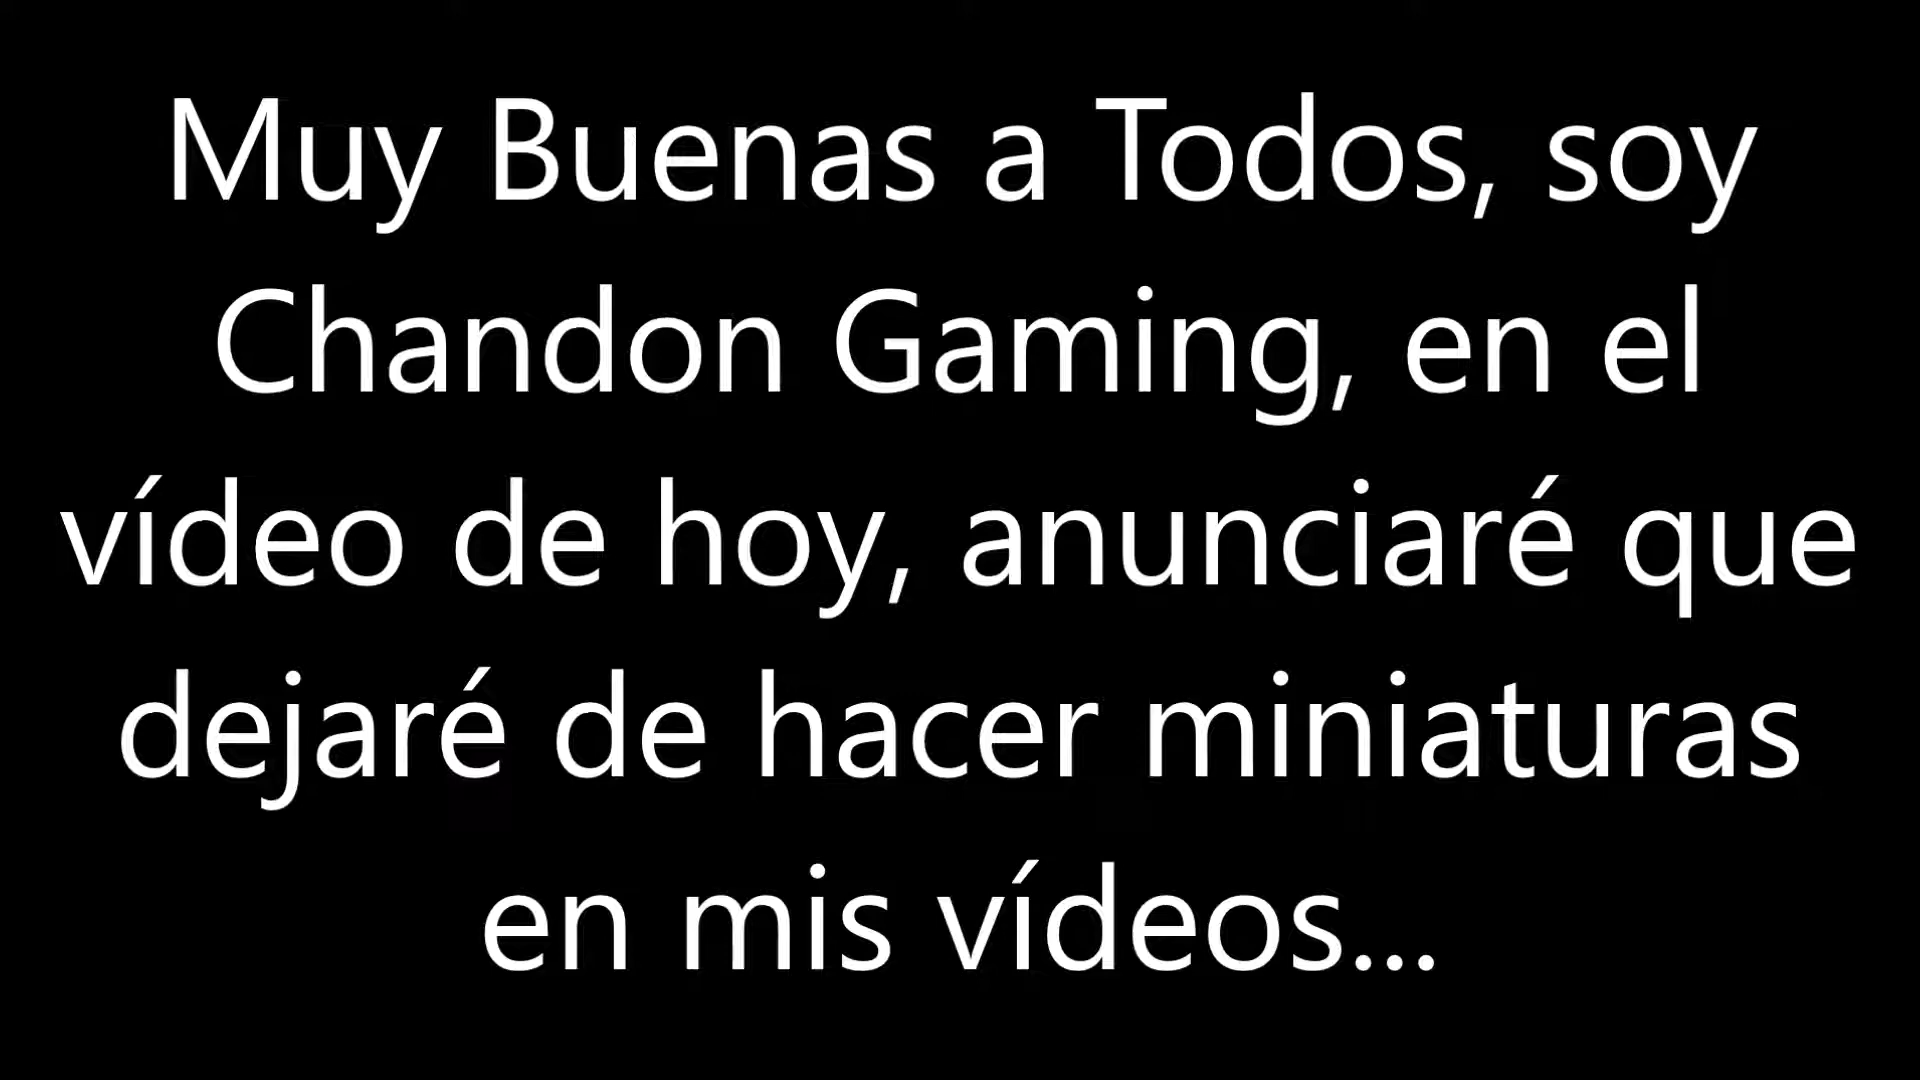 Muy Buenas a Todos, soy
Chandon Gaming, en el
vídeo de hoy, anunciaré que
dejaré de hacer miniaturas
en mis vídeos...